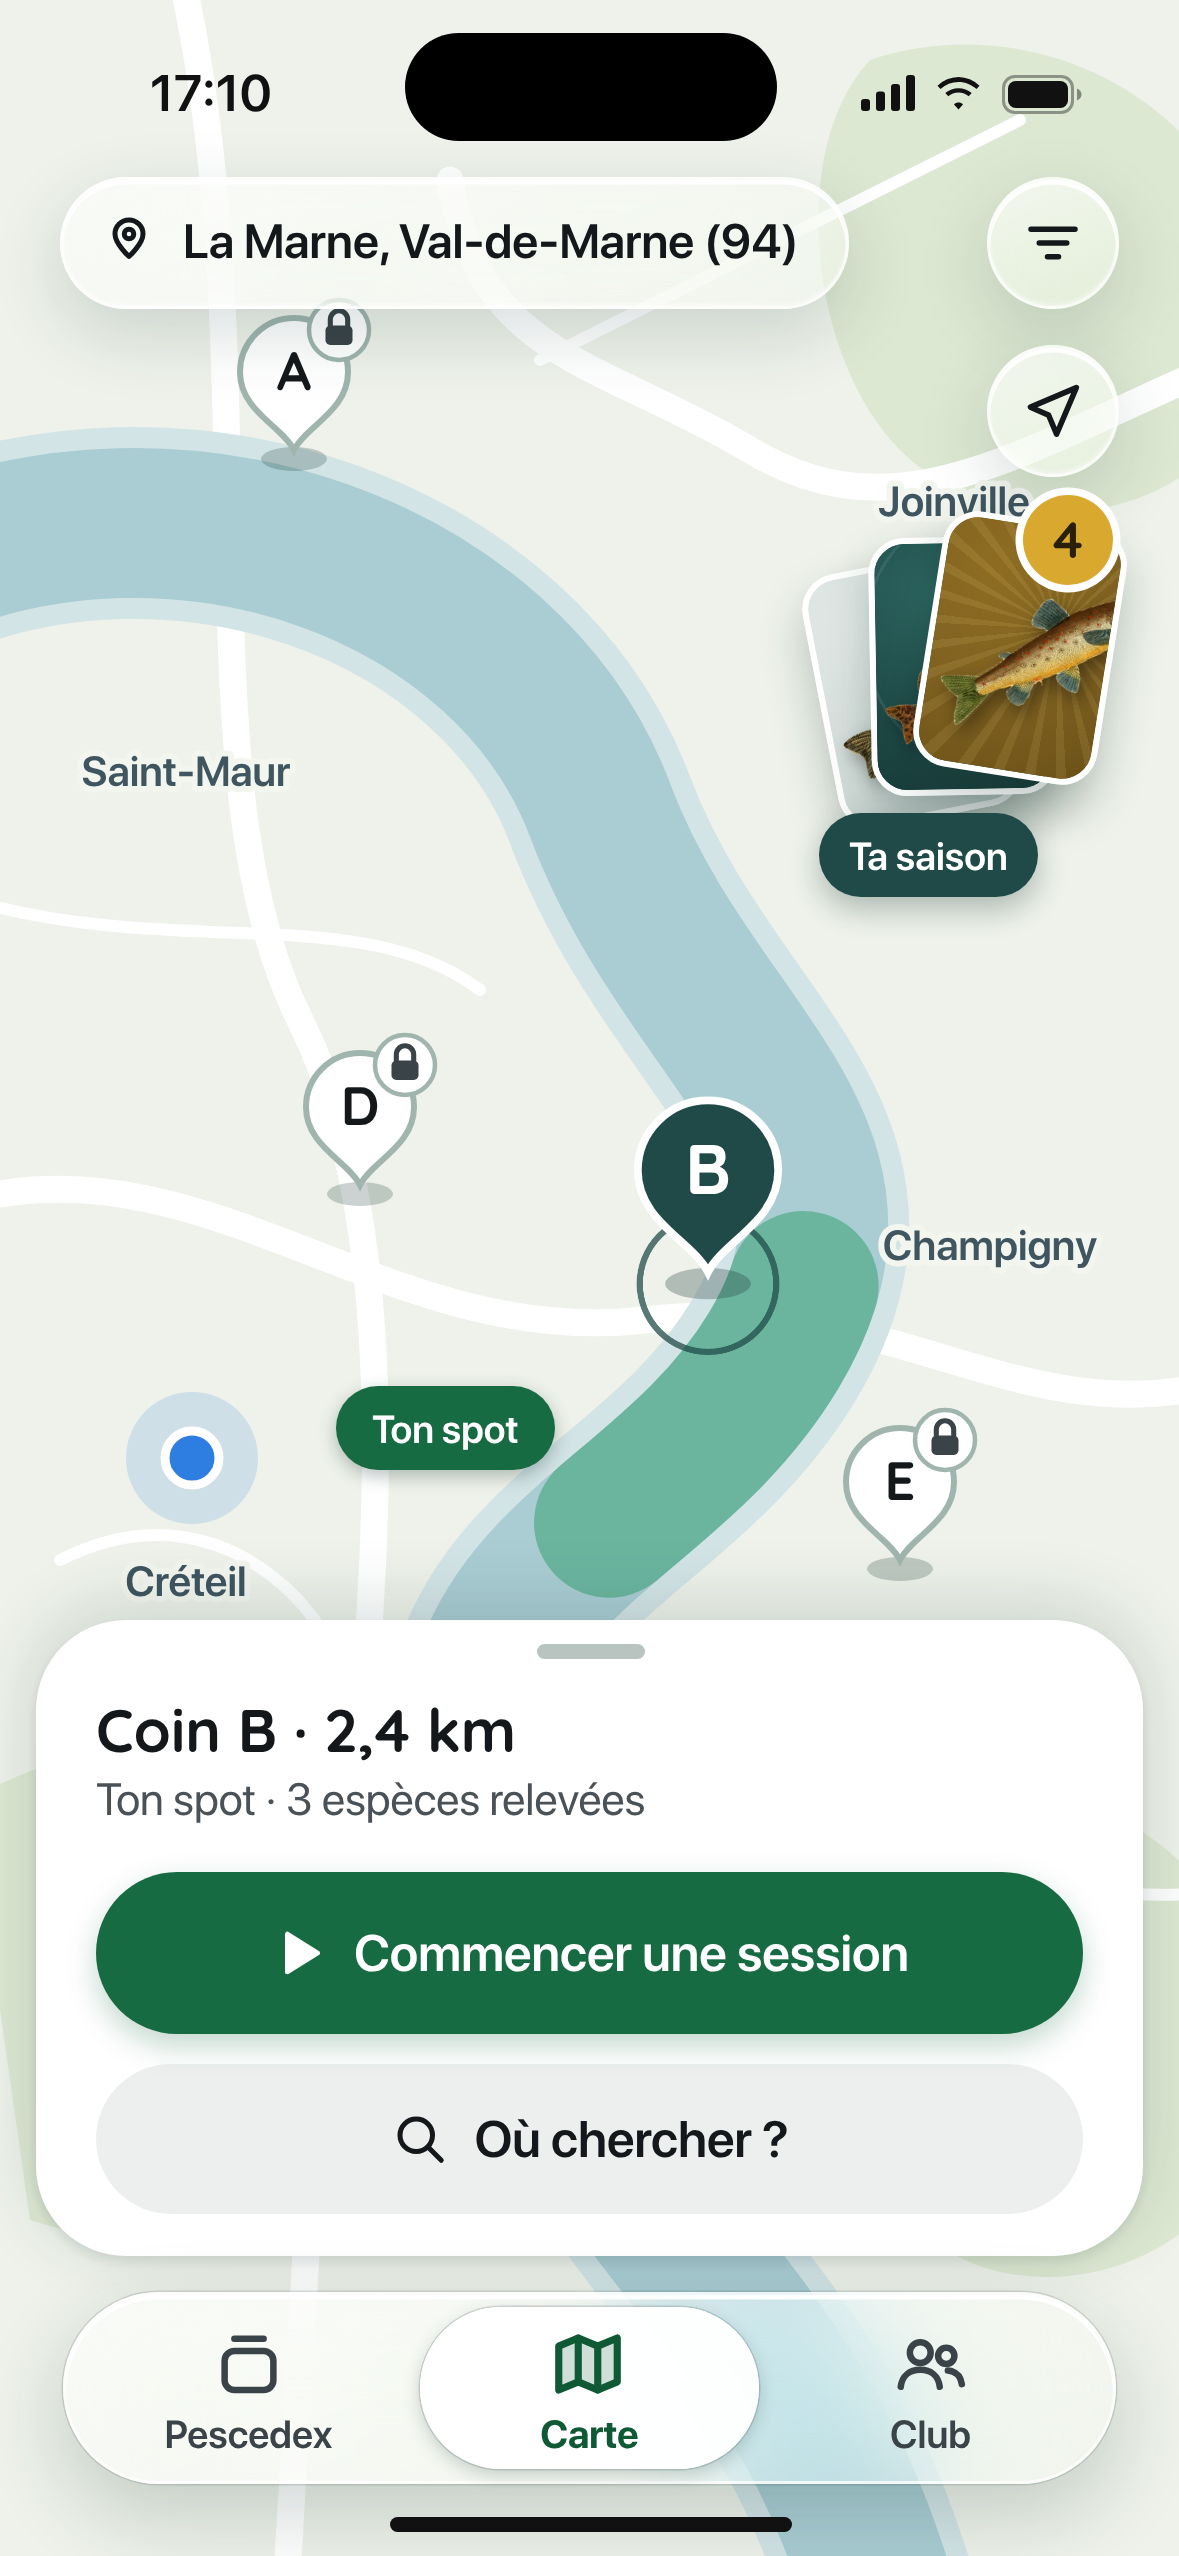 17:10
La Marne, Val-de-Marne (94)
A
Joinville
4
Saint-Maur
Ta saison
D
B
Champigny
Ton spot
E
Créteil
Coin B · 2,4 km
Ton spot · 3 espèces relevées
Commencer une session
Où chercher ?
Pescedex
Carte
Club